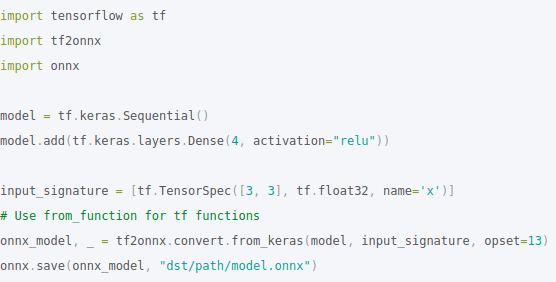 import tensorflow as tf
import tf2onnx
import onnx
model = tf.keras.Sequential()
model.add(tf.keras.layers.Dense(4, activation="relu"))
input_signature = [tf.TensorSpec([3, 3], tf.float32, name='x')]
# Use from_function for tf functions
onnx_model, _ = tf2onnx.convert.from_keras(model, input_signature, opset=13)
onnx.save(onnx_model, "dst/path/model.onnx")